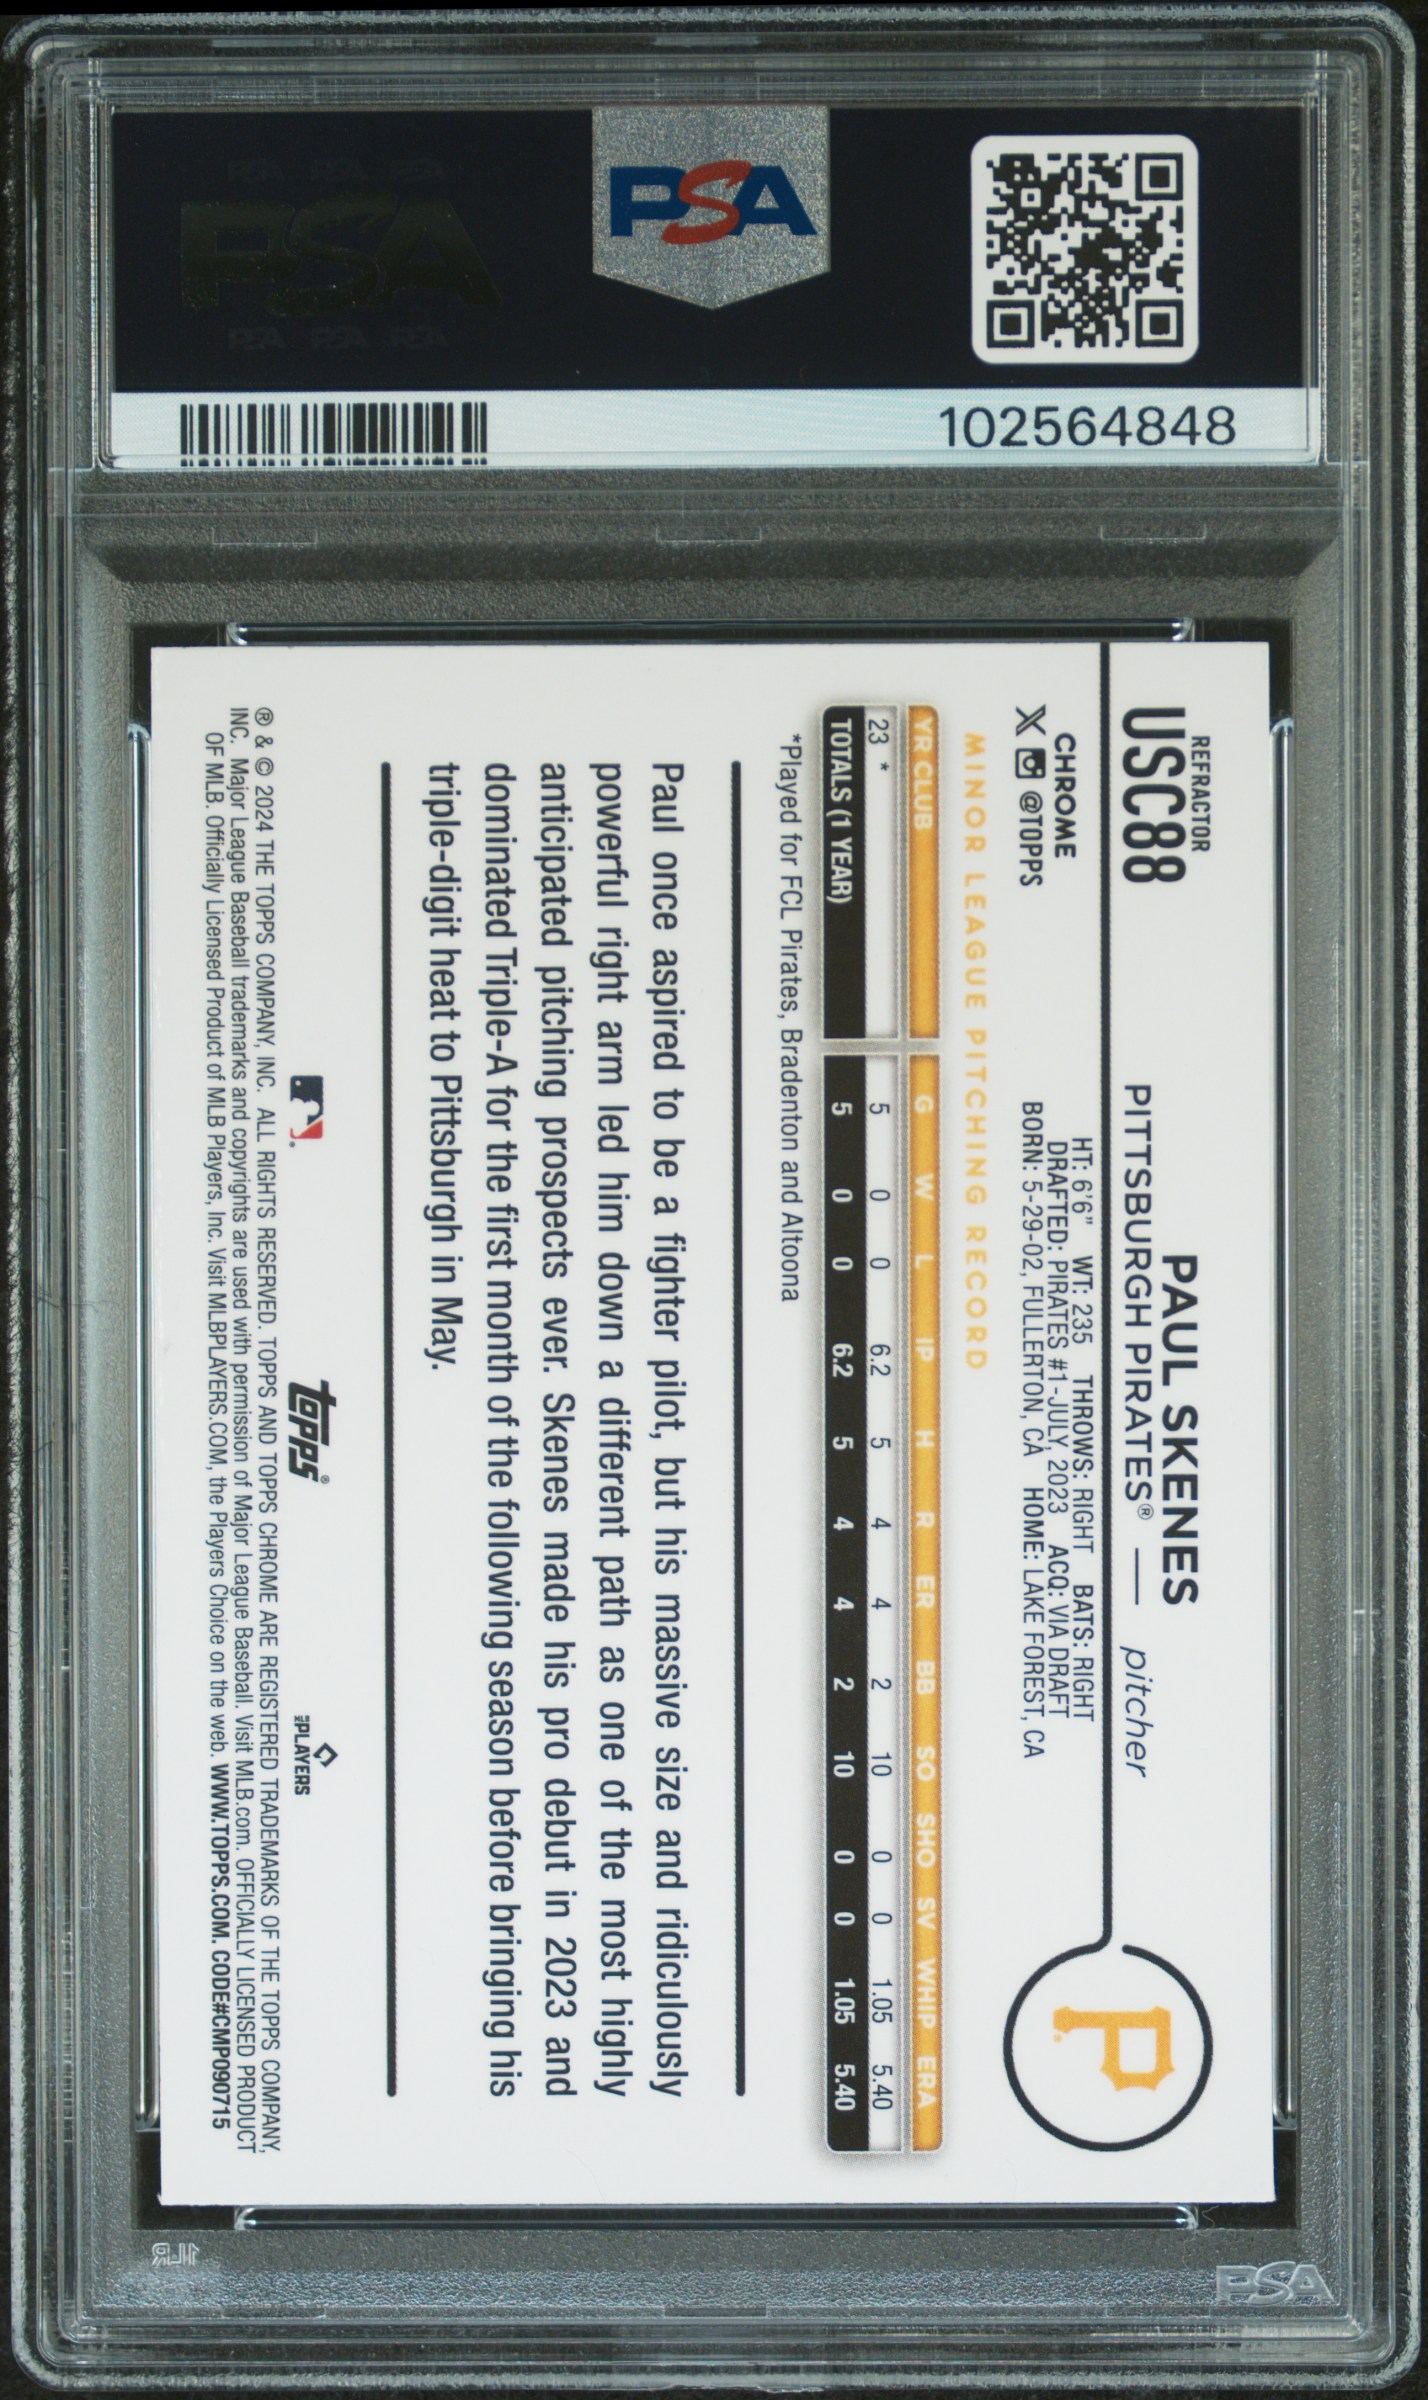 PSA
PSA PSA PSA
PSA
PSA PSA PSA
102564848
REFRACTOR
USC88
CHROME
X @TOPPS
PAUL SKENES
PITTSBURGH PIRATES® — pitcher
HT: 6'6" WT: 235 THROWS: RIGHT BATS: RIGHT
DRAFTED: PIRATES #1-JULY, 2023 ACQ: VIA DRAFT
BORN: 5-29-02, FULLERTON, CA HOME: LAKE FOREST, CA
P®
MINOR LEAGUE PITCHING RECORD
YR CLUB G W L IP H R ER BB SO SHO SV WHIP ERA
23 * 5 0 0 6.2 5 4 4 2 10 0 0 1.05 5.40
TOTALS (1 YEAR) 5 0 0 6.2 5 4 4 2 10 0 0 1.05 5.40
*Played for FCL Pirates, Bradenton and Altoona
Paul once aspired to be a fighter pilot, but his massive size and ridiculously
powerful right arm led him down a different path as one of the most highly
anticipated pitching prospects ever. Skenes made his pro debut in 2023 and
dominated Triple-A for the first month of the following season before bringing his
triple-digit heat to Pittsburgh in May.
topps®
MLB PLAYERS
® & © 2024 THE TOPPS COMPANY, INC. ALL RIGHTS RESERVED. TOPPS AND TOPPS CHROME ARE REGISTERED TRADEMARKS OF THE TOPPS COMPANY,
INC. Major League Baseball trademarks and copyrights are used with permission of Major League Baseball. Visit MLB.com. OFFICIALLY LICENSED PRODUCT
OF MLB. Officially Licensed Product of MLB Players, Inc. Visit MLBPLAYERS.COM, the Players Choice on the web. WWW.TOPPS.COM. CODE#CMP090715
1LR
PSA